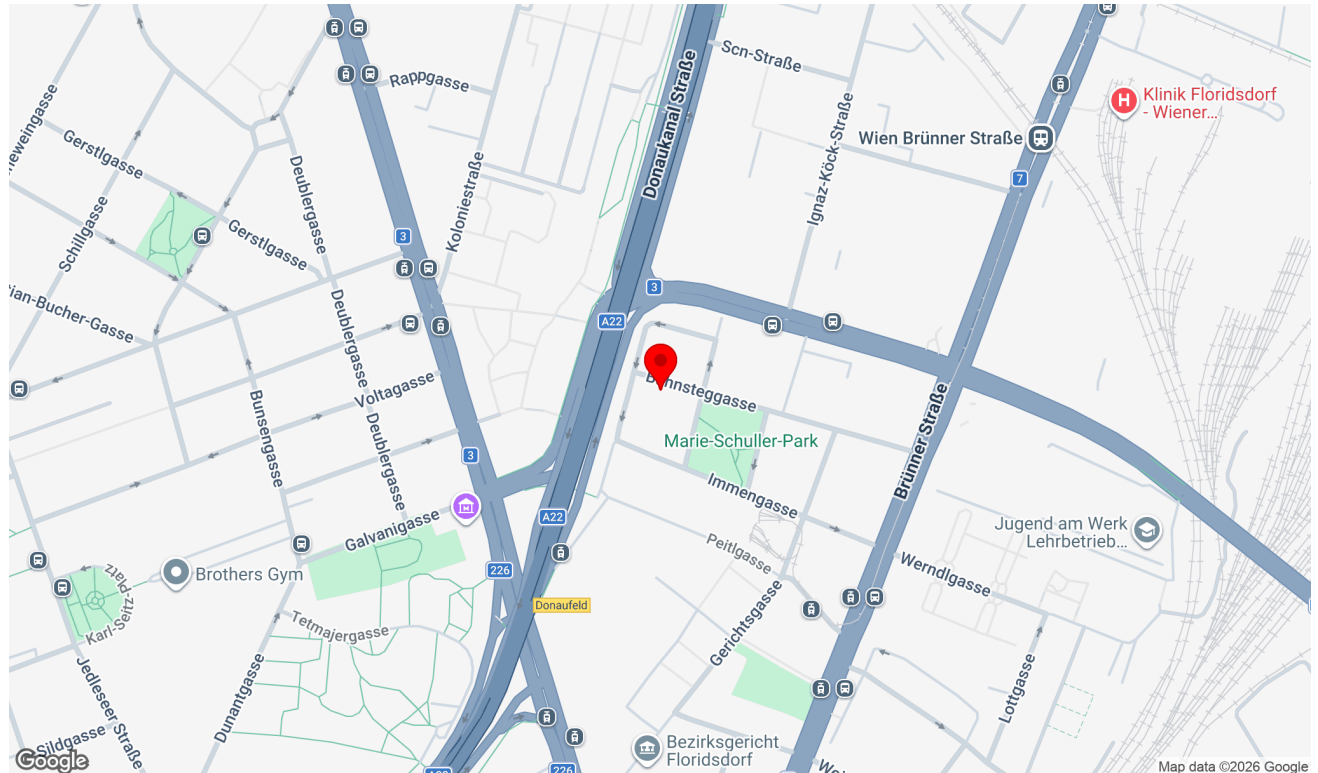 Scn-Straße
Rappgasse
Donaukanal Straße
Klinik Floridsdorf
- Wiener...
Wien Brünner Straße
Ignaz-Köck-Straße
7
Gerstlgasse
Deublergasse
Koloniestraße
Schillgasse
Gerstlgasse
3
3
A22
Deublergasse
Voltagasse
Bunsengasse
Deublergasse
Marie-Schuller-Park
Brünner Straße
3
Immengasse
A22
Galvanigasse
Peitlgasse
Jugend am Werk
Lehrbetrieb...
Werndlgasse
226
Brothers Gym
Donaufeld
Karl-Seitz-
Platz
Tetmajergasse
Gerichtsgasse
Dunantgasse
Jedleseer Straße
Lottgasse
Sildgasse
Bezirksgericht
Floridsdorf
226
Google
Map data ©2026 Google